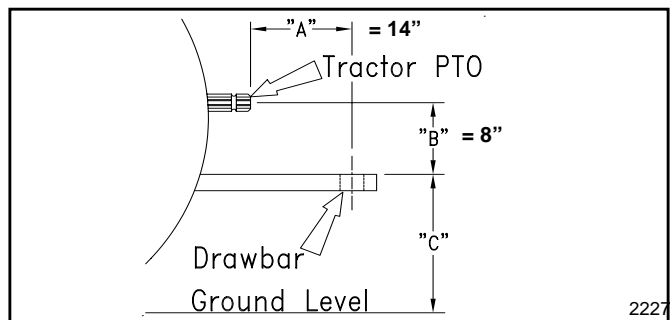 "A" = 14”
Tractor PTO
"B" = 8”
"C"
Drawbar
Ground Level
2227